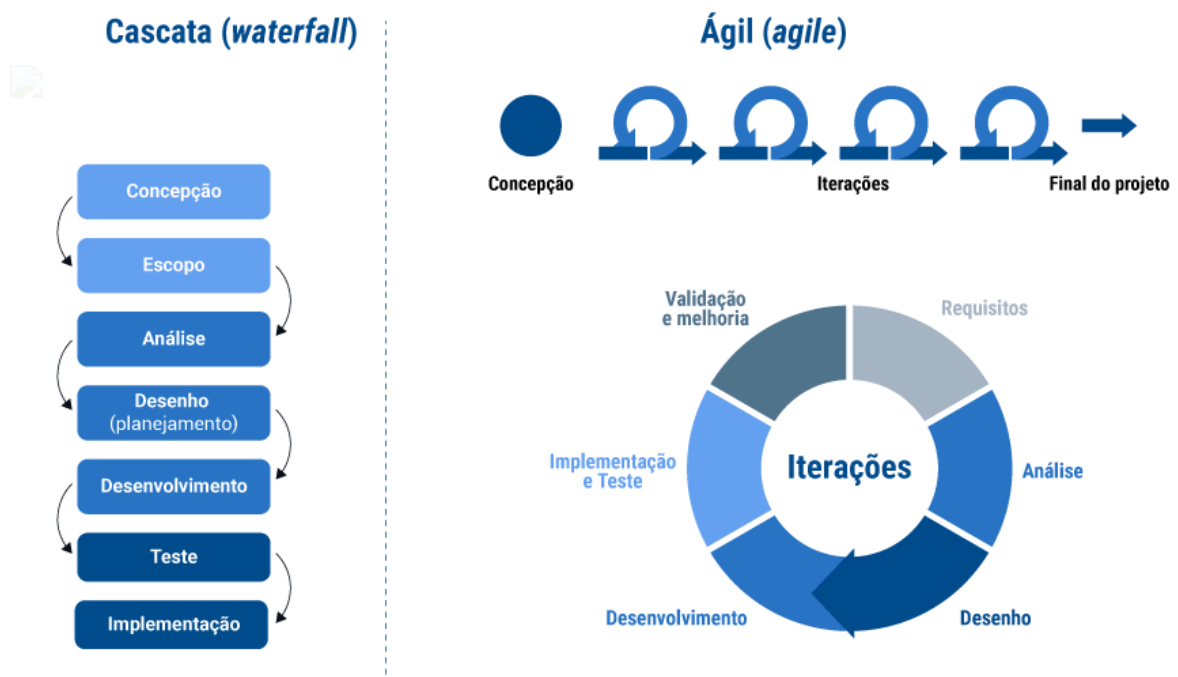 Cascata (waterfall)
Concepção
Escopo
Análise
Desenho
(planejamento)
Desenvolvimento
Teste
Implementação
Ágil (agile)
Concepção
Iterações
Final do projeto
Validação
e melhoria
Requisitos
Implementação
e Teste
Iterações
Análise
Desenvolvimento
Desenho